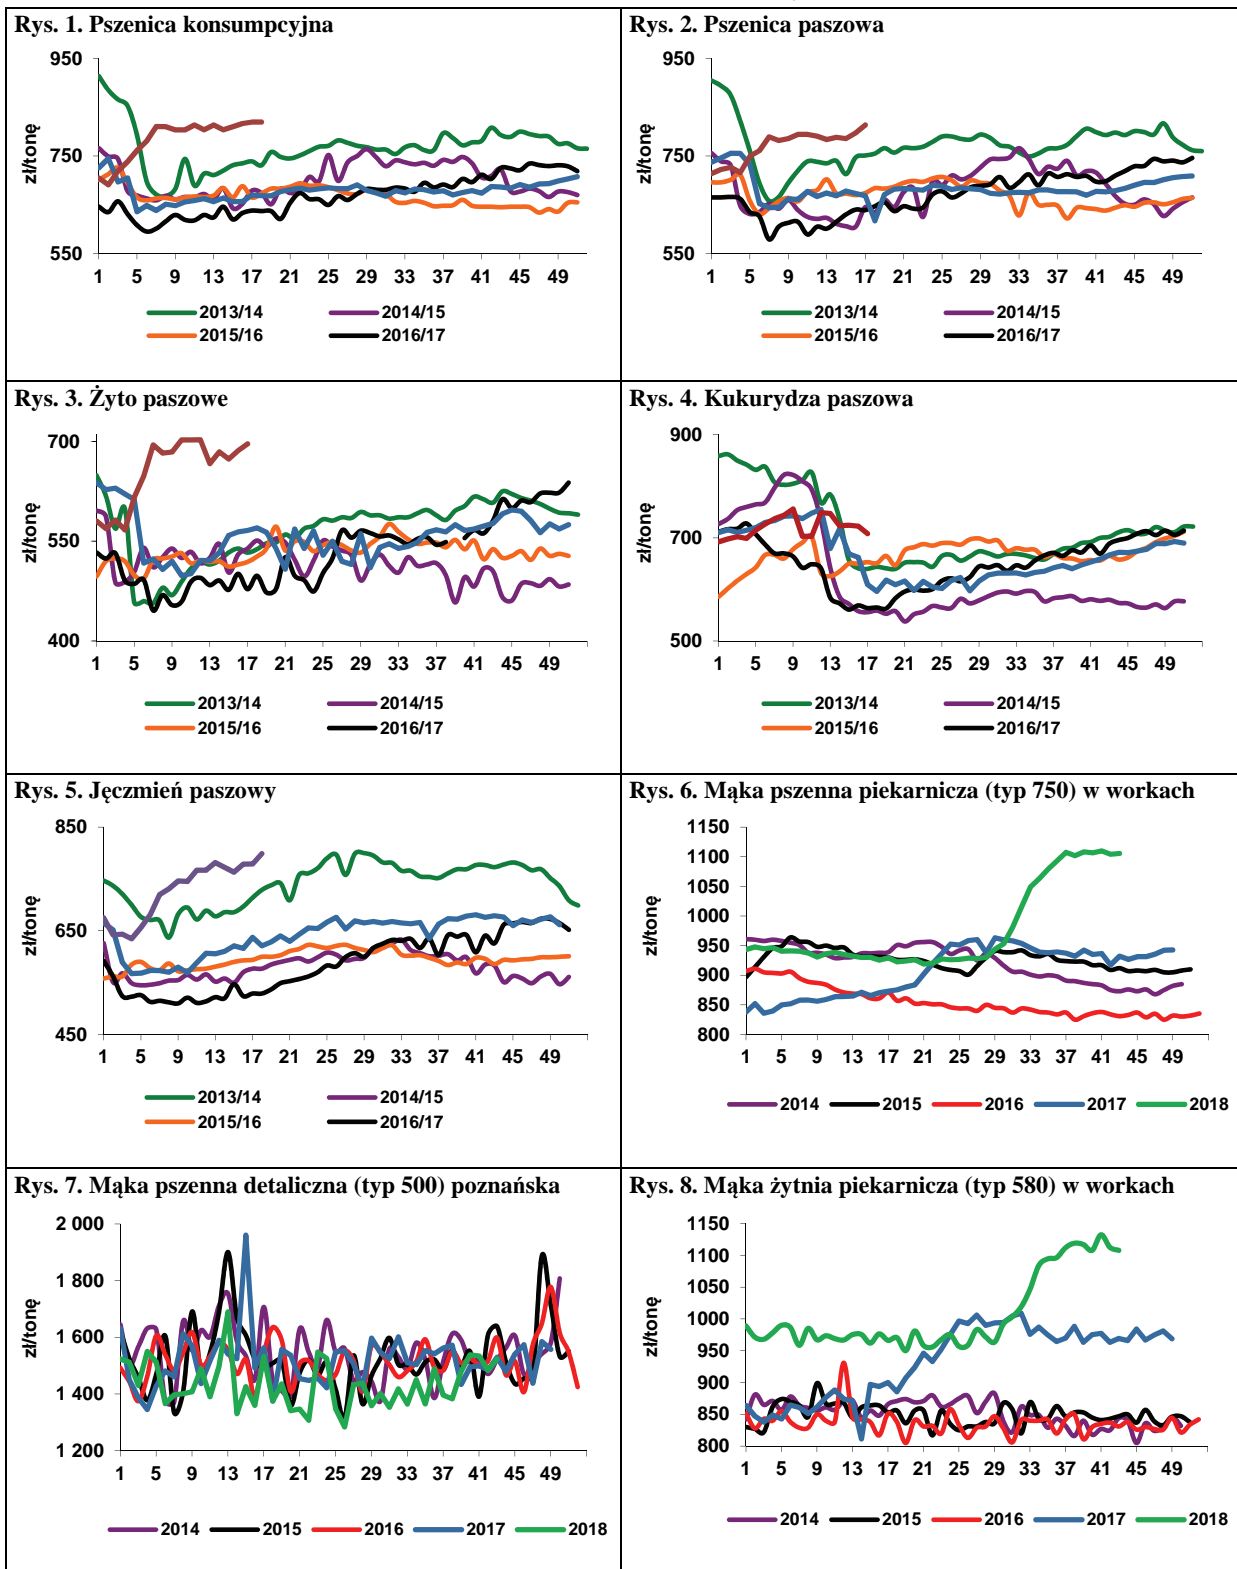 Rys. 1. Pszenica konsumpcyjna
950
750
550
zł/tonę
1 5 9 13 17 21 25 29 33 37 41 45 49
2013/14 2014/15
2015/16 2016/17
Rys. 2. Pszenica paszowa
950
750
550
zł/tonę
1 5 9 13 17 21 25 29 33 37 41 45 49
2013/14 2014/15
2015/16 2016/17
Rys. 3. Żyto paszowe
700
550
400
zł/tonę
1 5 9 13 17 21 25 29 33 37 41 45 49
2013/14 2014/15
2015/16 2016/17
Rys. 4. Kukurydza paszowa
900
700
500
zł/tonę
1 5 9 13 17 21 25 29 33 37 41 45 49
2013/14 2014/15
2015/16 2016/17
Rys. 5. Jęczmień paszowy
850
650
450
zł/tonę
1 5 9 13 17 21 25 29 33 37 41 45 49
2013/14 2014/15
2015/16 2016/17
Rys. 6. Mąka pszenna piekarnicza (typ 750) w workach
1150
1100
1050
1000
950
900
850
800
zł/tonę
1 5 9 13 17 21 25 29 33 37 41 45 49
2014 2015 2016 2017 2018
Rys. 7. Mąka pszenna detaliczna (typ 500) poznańska
2 000
1 800
1 600
1 400
1 200
zł/tonę
1 5 9 13 17 21 25 29 33 37 41 45 49
2014 2015 2016 2017 2018
Rys. 8. Mąka żytnia piekarnicza (typ 580) w workach
1150
1100
1050
1000
950
900
850
800
zł/tonę
1 5 9 13 17 21 25 29 33 37 41 45 49
2014 2015 2016 2017 2018